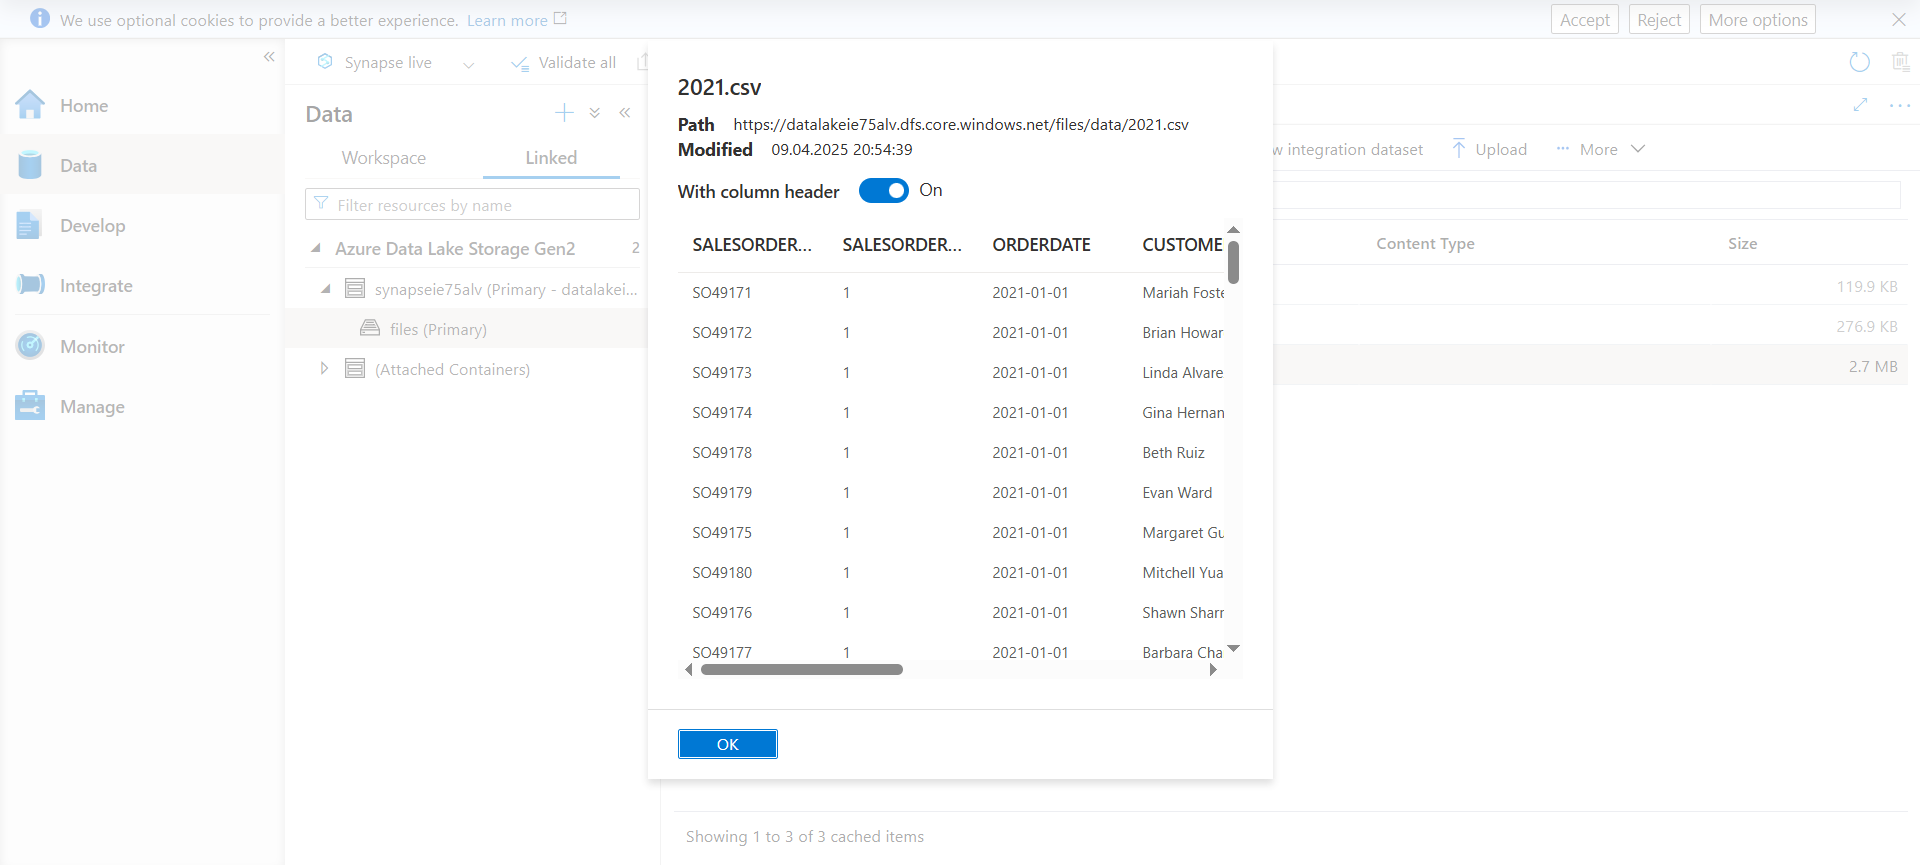 We use optional cookies to provide a better experience. Learn more
Accept
Reject
More options
Home
Data
Develop
Integrate
Monitor
Manage
Synapse live
Validate all
Data
Workspace
Linked
Filter resources by name
Azure Data Lake Storage Gen2 2
synapseie75alv (Primary - datalakei...
files (Primary)
(Attached Containers)
2021.csv
Path https://datalakeie75alv.dfs.core.windows.net/files/data/2021.csv
Modified 09.04.2025 20:54:39
With column header On
SALESORDER... SALESORDER... ORDERDATE CUSTOME
SO49171 1 2021-01-01 Mariah Foste
SO49172 1 2021-01-01 Brian Howar
SO49173 1 2021-01-01 Linda Alvare
SO49174 1 2021-01-01 Gina Hernan
SO49178 1 2021-01-01 Beth Ruiz
SO49179 1 2021-01-01 Evan Ward
SO49175 1 2021-01-01 Margaret Gu
SO49180 1 2021-01-01 Mitchell Yua
SO49176 1 2021-01-01 Shawn Sharr
SO49177 1 2021-01-01 Barbara Cha
OK
w integration dataset
Upload
More
Content Type Size
119.9 KB
276.9 KB
2.7 MB
Showing 1 to 3 of 3 cached items